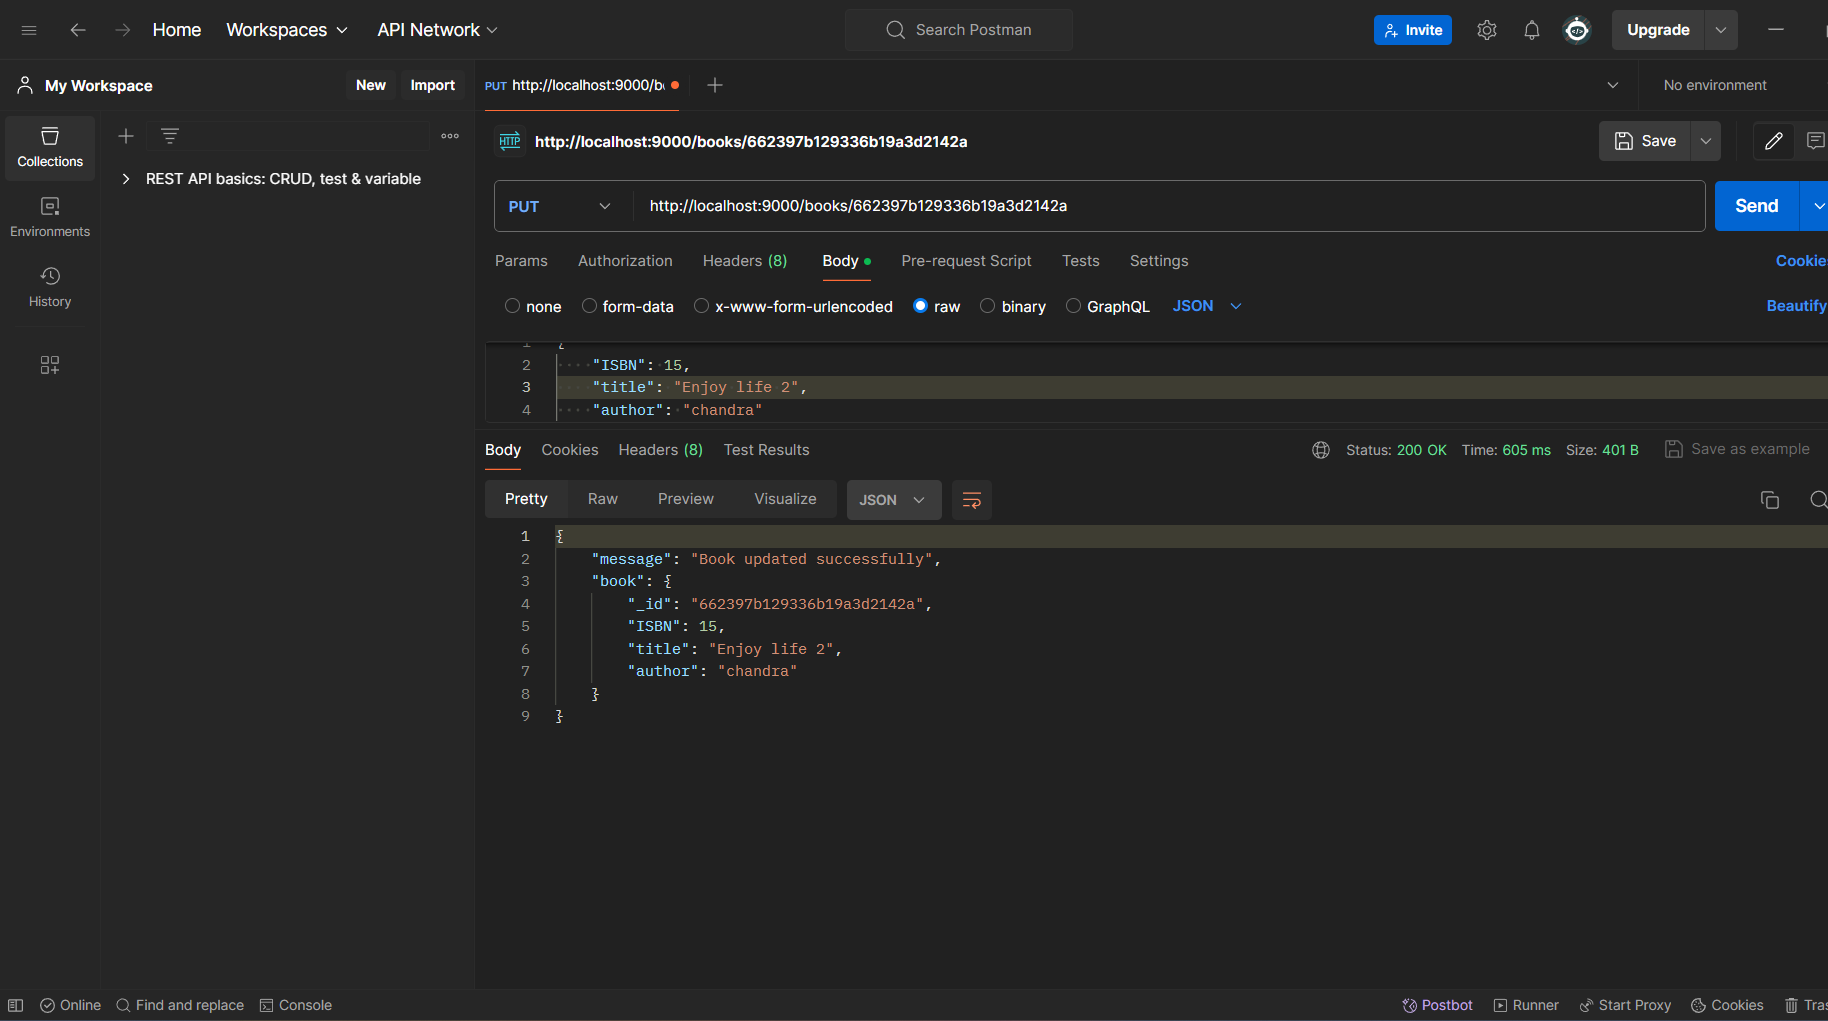 Home Workspaces API Network Search Postman Invite Upgrade
My Workspace New Import PUT http://localhost:9000/b No environment
Collections
Environments
History
REST API basics: CRUD, test & variable
HTTP http://localhost:9000/books/662397b129336b19a3d2142a Save
PUT http://localhost:9000/books/662397b129336b19a3d2142a Send
Params Authorization Headers (8) Body Pre-request Script Tests Settings Cookie
none form-data x-www-form-urlencoded raw binary GraphQL JSON Beautify
1 {
2 "ISBN": 15,
3 "title": "Enjoy life 2",
4 "author": "chandra"
Body Cookies Headers (8) Test Results Status: 200 OK Time: 605 ms Size: 401 B Save as example
Pretty Raw Preview Visualize JSON
1 {
2 "message": "Book updated successfully",
3 "book": {
4 "_id": "662397b129336b19a3d2142a",
5 "ISBN": 15,
6 "title": "Enjoy life 2",
7 "author": "chandra"
8 }
9 }
Online Find and replace Console Postbot Runner Start Proxy Cookies Tras